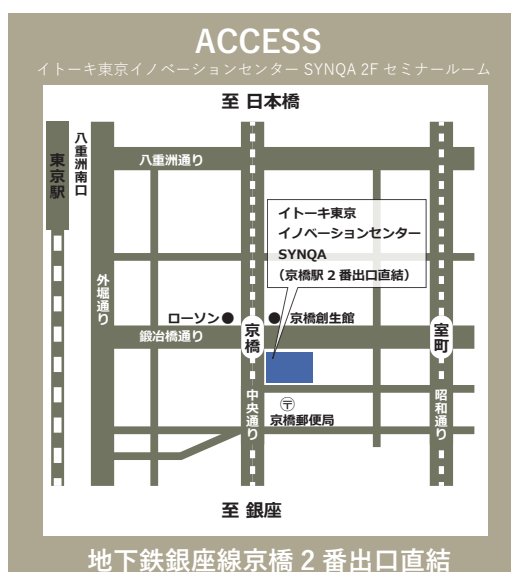 ACCESS
イトーキ東京イノベーションセンター SYNQA 2F セミナールーム
至 日本橋
東京駅
八重洲南口
八重洲通り
イトーキ東京
イノベーションセンター
SYNQA
(京橋駅 2 番出口直結)
外堀通り
ローソン
京橋
京橋創生館
室町
鍛冶橋通り
中央通り
昭和通り
〒
京橋郵便局
至 銀座
地下鉄銀座線京橋 2 番出口直結